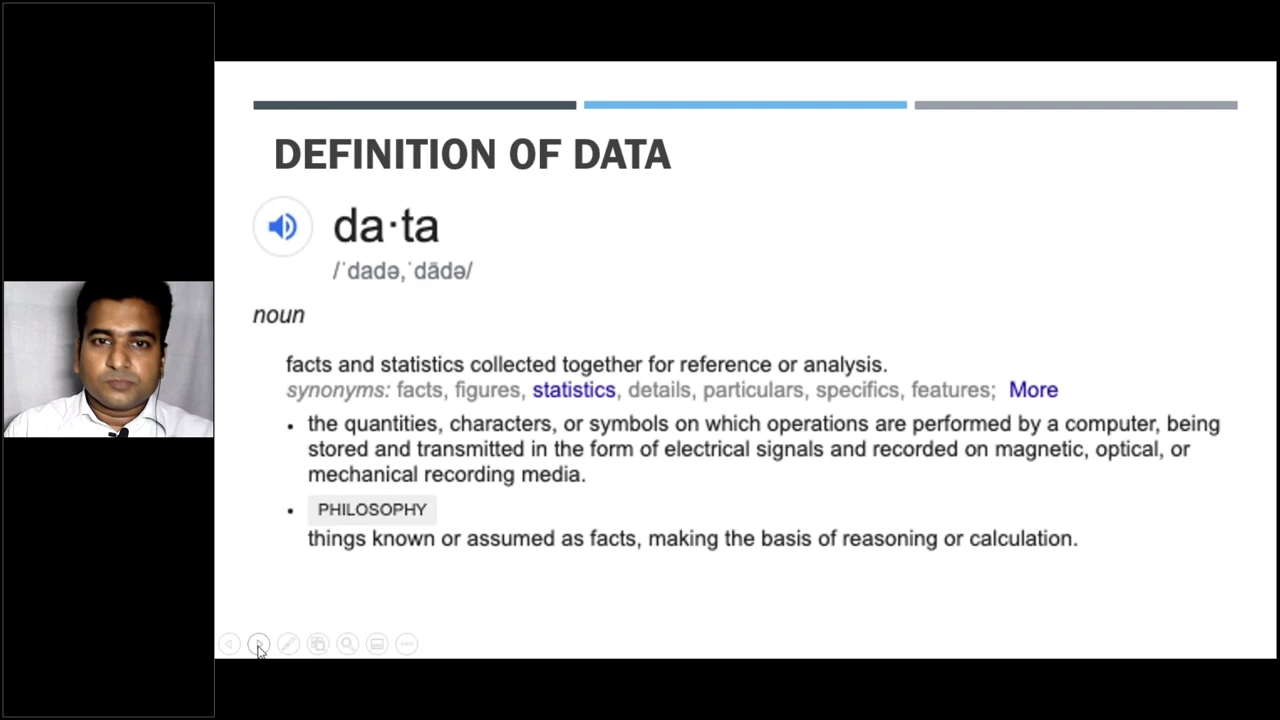 DEFINITION OF DATA
da·ta
/ˈdadə,ˈdādə/
noun
facts and statistics collected together for reference or analysis.
synonyms: facts, figures, statistics, details, particulars, specifics, features; More
• the quantities, characters, or symbols on which operations are performed by a computer, being
stored and transmitted in the form of electrical signals and recorded on magnetic, optical, or
mechanical recording media.
• PHILOSOPHY
things known or assumed as facts, making the basis of reasoning or calculation.